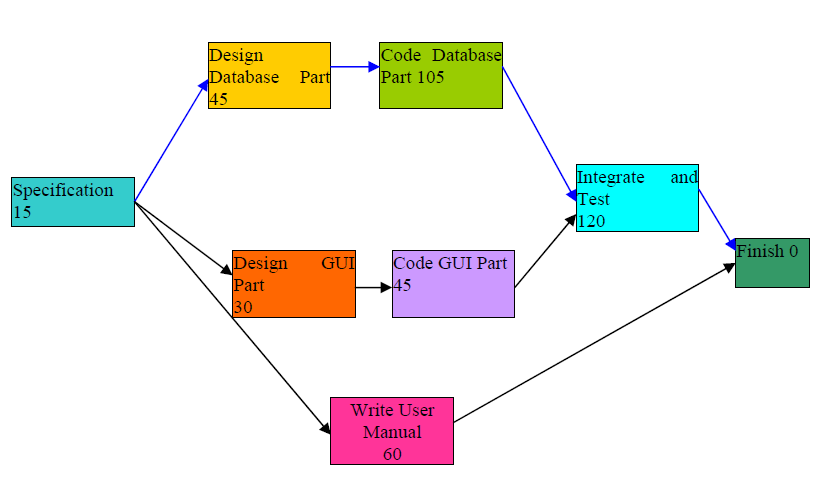 Design
Database Part
45
Code Database
Part 105
Specification
15
Integrate and
Test
120
Design GUI
Part
30
Code GUI Part
45
Finish 0
Write User
Manual
60